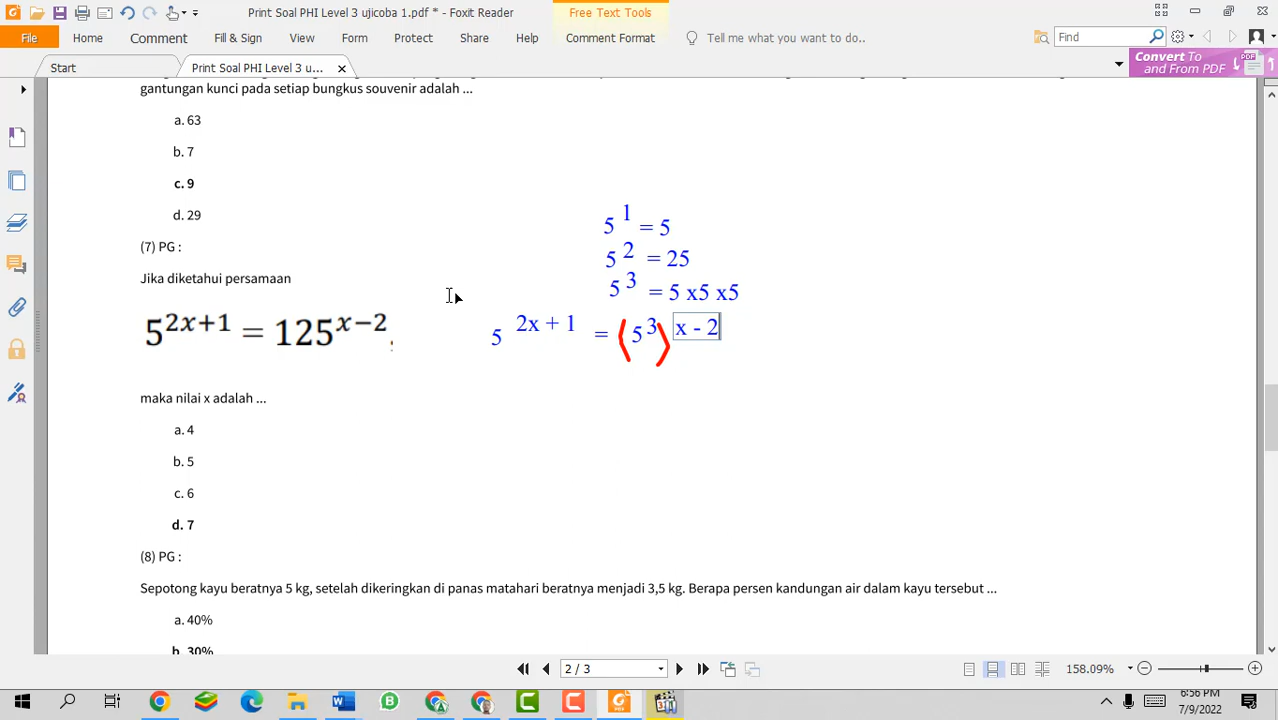 Print Soal PHI Level 3 ujicoba 1.pdf * - Foxit Reader
Free Text Tools
File Home Comment Fill & Sign View Form Protect Share Help Comment Format Tell me what you want to do.. Find
Start
Print Soal PHI Level 3 u...
Convert To
and From PDF
gantungan kunci pada setiap bungkus souvenir adalah ...
a. 63
b. 7
c. 9
d. 29
(7) PG :
Jika diketahui persamaan
5^{2x+1} = 125^{x−2}
maka nilai x adalah ...
a. 4
b. 5
c. 6
d. 7
5^1 = 5
5^2 = 25
5^3 = 5 x5 x5
5^{2x + 1} = (5^3)^{x - 2}
(8) PG :
Sepotong kayu beratnya 5 kg, setelah dikeringkan di panas matahari beratnya menjadi 3,5 kg. Berapa persen kandungan air dalam kayu tersebut ...
a. 40%
b. 30%
2 / 3
158.09%
6:56 PM
7/9/2022